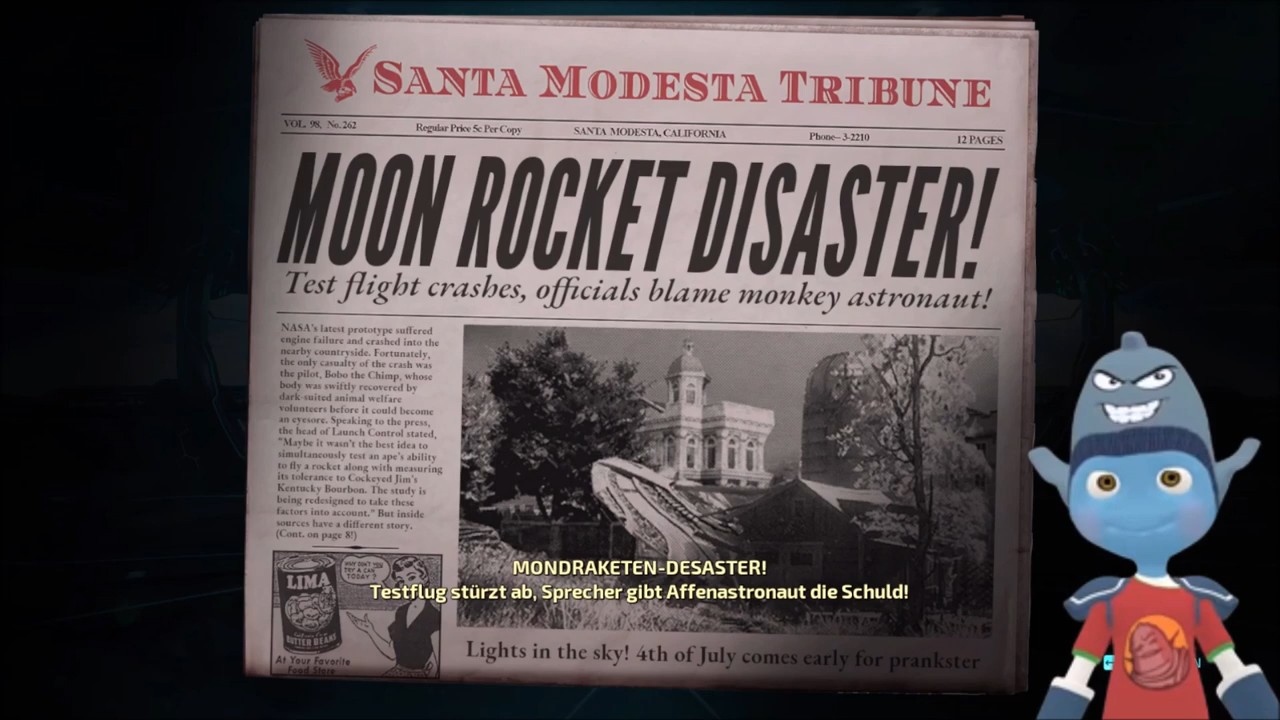 SANTA MODESTA TRIBUNE
VOL. 98, No.262 Regular Price 5c Per Copy SANTA MODESTA, CALIFORNIA Phone- 3-2210 12 PAGES
MOON ROCKET DISASTER!
Test flight crashes, officials blame monkey astronaut!
NASA's latest prototype suffered
engine failure and crashed into the
nearby countryside. Fortunately,
the only casualty of the crash was
the pilot, Bobo the Chimp, whose
body was swiftly recovered by
dark-suited animal welfare
volunteers before it could become
an eyesore. Speaking to the press,
the head of Launch Control stated,
"Maybe it wasn't the best idea to
simultaneously test an ape's ability
to fly a rocket along with measuring
its tolerance to Cockeyed Jim's
Kentucky Bourbon. The study is
being redesigned to take these
factors into account." But inside
sources have a different story.
(Cont. on page 8!)
WHY DON'T YOU
TRY A CAN
TODAY?
LIMA
BUTTER BEANS
At Your Favorite
Food Store
MONDRAKETEN-DESASTER!
Testflug stürzt ab, Sprecher gibt Affenastronaut die Schuld!
Lights in the sky! 4th of July comes early for prankster